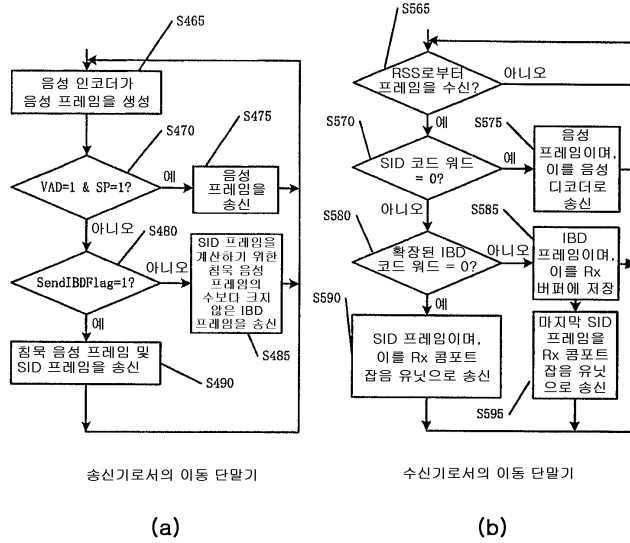 S465
음성 인코더가
음성 프레임을 생성
S470
S475
VAD=1 & SP=1?
예
음성
프레임을
송신
아니오
S480
SendIBDFlag=1?
아니오
SID 프레임을
계산하기 위한
침묵 음성
프레임의
수보다 크지
않은 IBD
프레임을 송신
S485
예
침묵 음성 프레임 및
SID 프레임을 송신
S490
송신기로서의 이동 단말기
(a)
S565
RSS로부터
프레임을 수신?
아니오
예
S570
S575
SID 코드 워드
= 0?
예
음성
프레임이며,
이를 음성
디코더로
송신
아니오
S580
S585
확장된 IBD
코드 워드 = 0?
아니오
IBD
프레임이며,
이를 Rx
버퍼에 저장
예
S590
SID 프레임이며,
이를 Rx 콤포트
잡음 유닛으로 송신
마지막 SID
프레임을
Rx 콤포트
잡음 유닛
으로 송신
S595
수신기로서의 이동 단말기
(b)